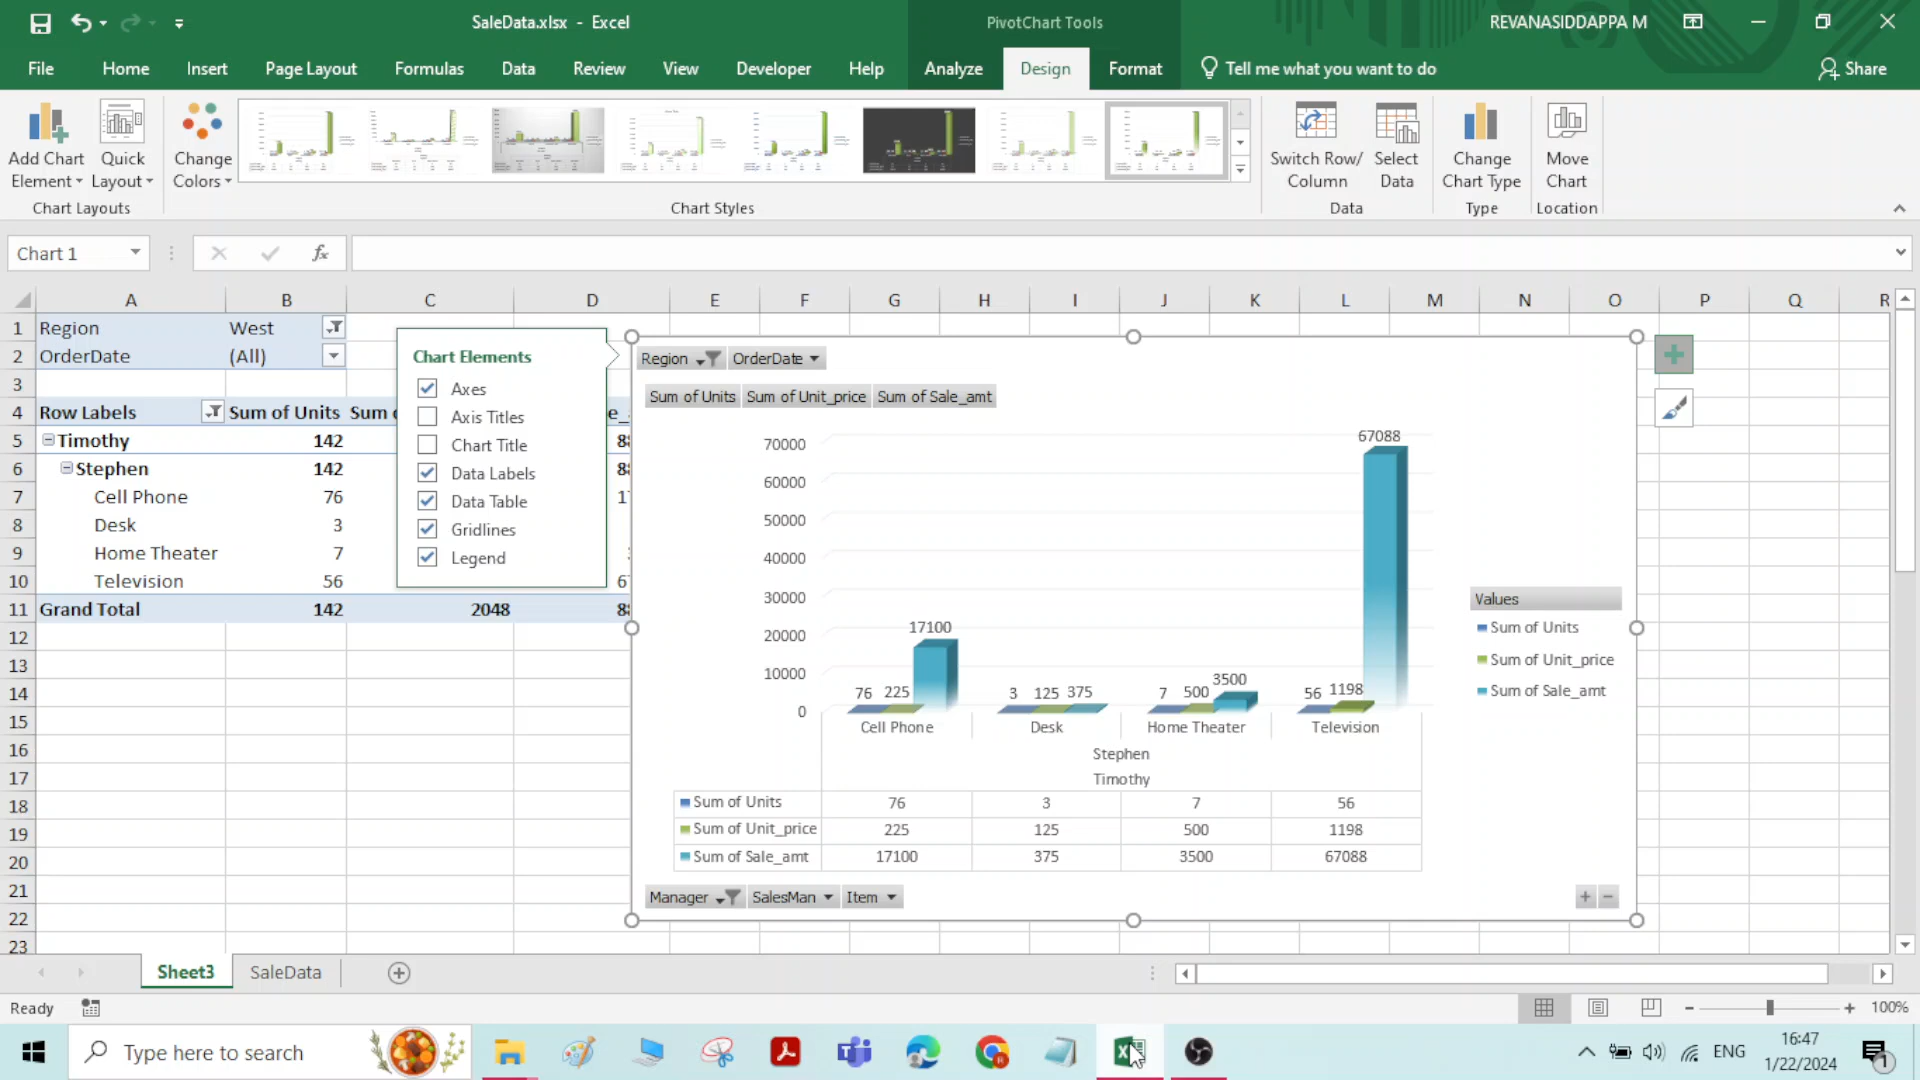 SaleData.xlsx - Excel
PivotChart Tools
REVANASIDDAPPA M
File Home Insert Page Layout Formulas Data Review View Developer Help Analyze Design Format Tell me what you want to do Share
Add Chart Element
Quick Layout
Change Colors
Switch Row/ Column
Select Data
Change Chart Type
Move Chart
Chart Layouts
Chart Styles
Data
Type
Location
Chart 1
fx
A B C D E F G H I J K L M N O P Q R
1 Region West
2 OrderDate (All)
3
4 Row Labels Sum of Units Sum
5 Timothy 142
6 Stephen 142
7 Cell Phone 76
8 Desk 3
9 Home Theater 7
10 Television 56
11 Grand Total 142 2048
12
13
14
15
16
17
18
19
20
21
22
23
Chart Elements
Axes
Axis Titles
Chart Title
Data Labels
Data Table
Gridlines
Legend
Region OrderDate
Sum of Units Sum of Unit_price Sum of Sale_amt
70000
60000
50000
40000
30000
20000
10000
0
76 225 17100
3 125 375
7 500 3500
56 1198 67088
Cell Phone Desk Home Theater Television
Stephen
Timothy
Sum of Units 76 3 7 56
Sum of Unit_price 225 125 500 1198
Sum of Sale_amt 17100 375 3500 67088
Values
Sum of Units
Sum of Unit_price
Sum of Sale_amt
Manager SalesMan Item
Sheet3 SaleData
Ready
100%
Type here to search
ENG
16:47
1/22/2024
1